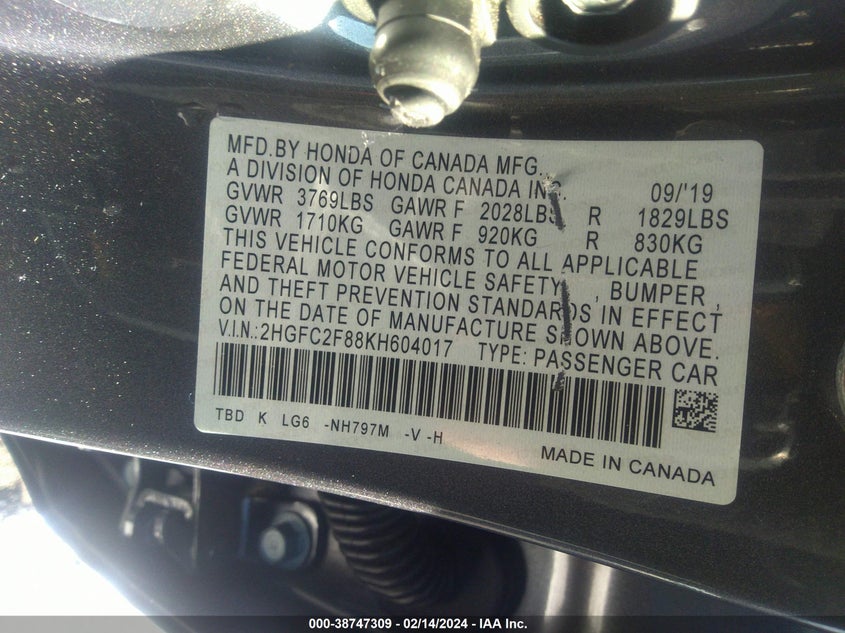 MFD.BY HONDA OF CANADA MFG.,
A DIVISION OF HONDA CANADA INC. 09/'19
GVWR 3769LBS GAWR F 2028LBS R 1829LBS
GVWR 1710KG GAWR F 920KG R 830KG
THIS VEHICLE CONFORMS TO ALL APPLICABLE
FEDERAL MOTOR VEHICLE SAFETY, BUMPER,
AND THEFT PREVENTION STANDARDS IN EFFECT
ON THE DATE OF MANUFACTURE SHOWN ABOVE.
V.I.N.:2HGFC2F88KH604017 TYPE: PASSENGER CAR
TBD K LG6 -NH797M -V -H
MADE IN CANADA
000-38747309 - 02/14/2024 - IAA Inc.